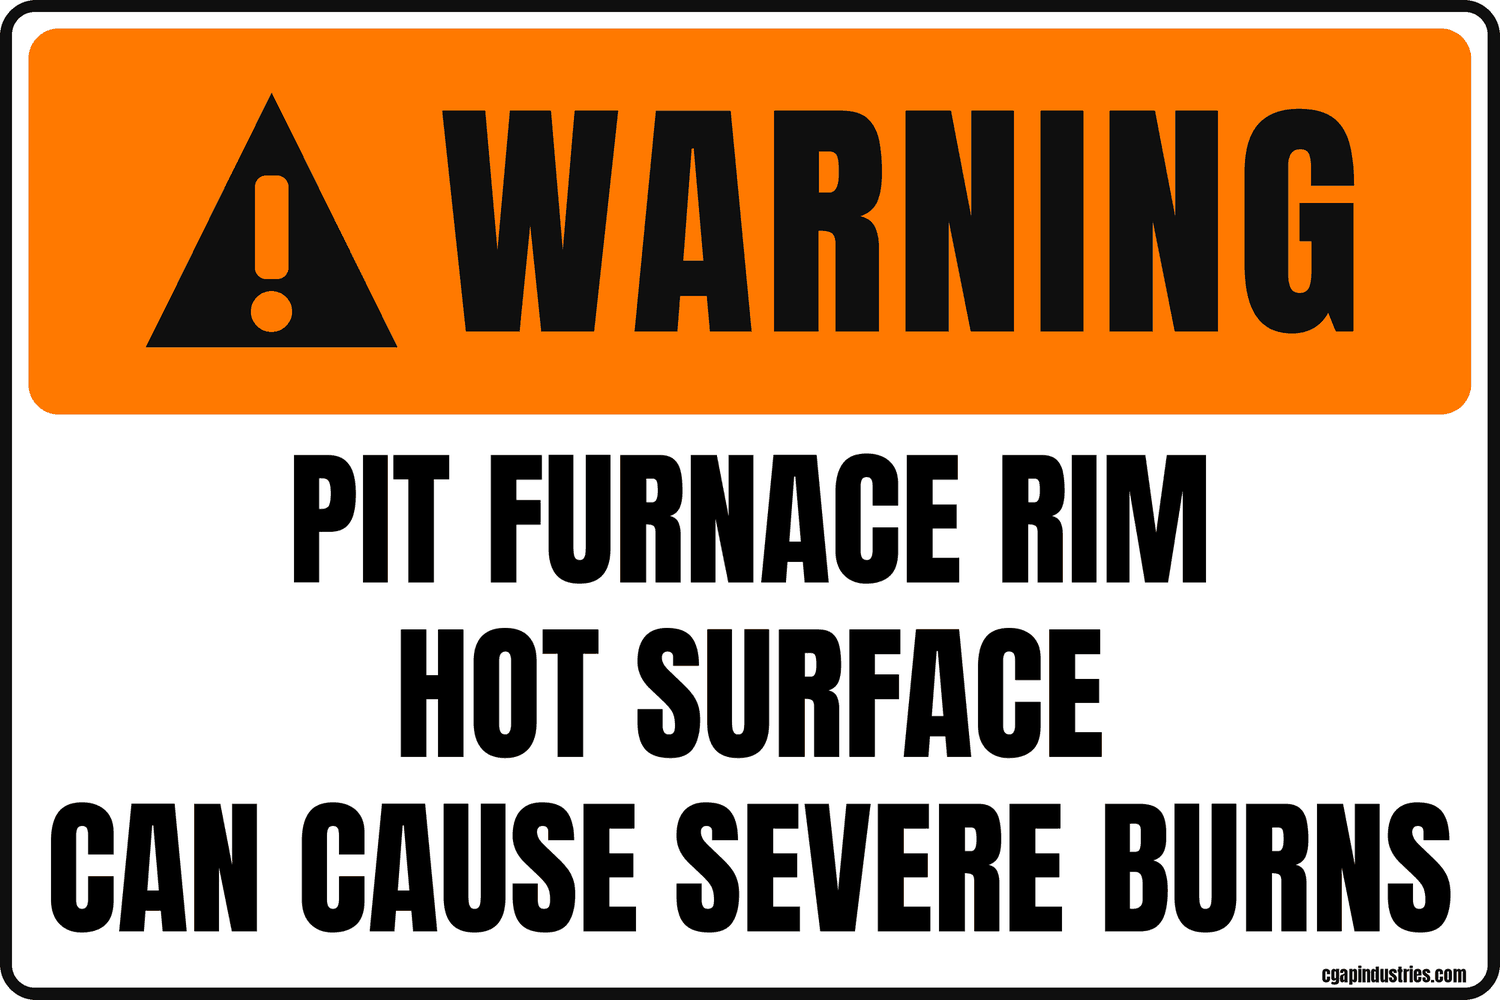 WARNING
PIT FURNACE RIM
HOT SURFACE
CAN CAUSE SEVERE BURNS
cgapindustries.com